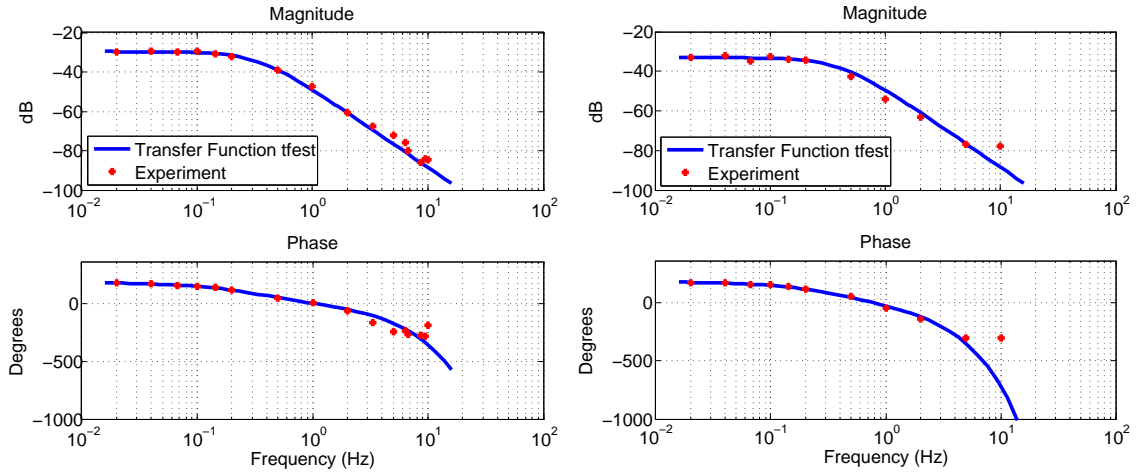 Magnitude
−20
−40
−60
−80
−100
dB
Transfer Function tfest
Experiment
10^−2
10^−1
10^0
10^1
10^2
Phase
0
−500
−1000
Degrees
10^−2
10^−1
10^0
10^1
10^2
Frequency (Hz)
Magnitude
−20
−40
−60
−80
−100
dB
Transfer Function tfest
Experiment
10^−2
10^−1
10^0
10^1
10^2
Phase
0
−500
−1000
Degrees
10^−2
10^−1
10^0
10^1
10^2
Frequency (Hz)